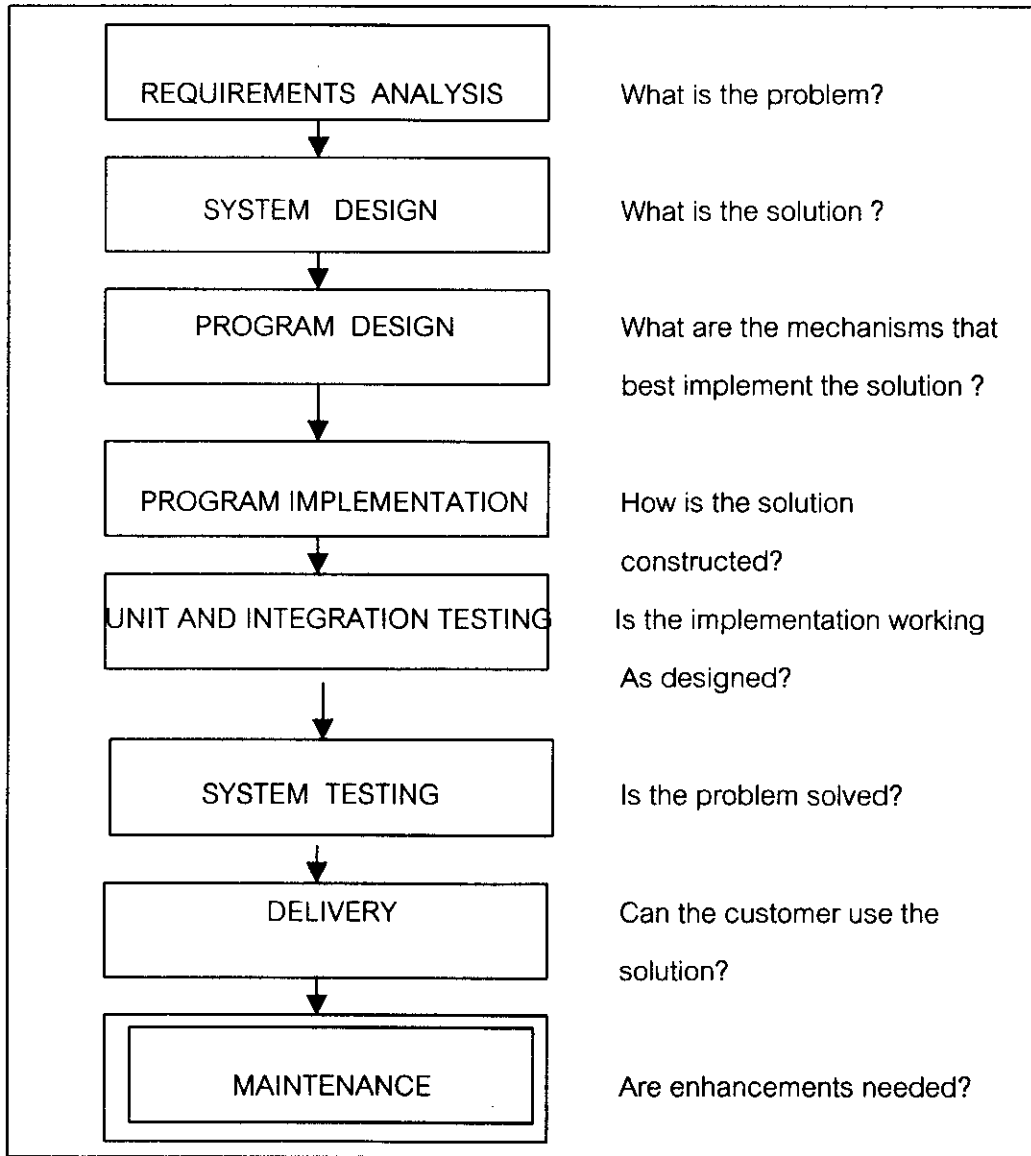 REQUIREMENTS ANALYSIS
What is the problem?
SYSTEM DESIGN
What is the solution ?
PROGRAM DESIGN
What are the mechanisms that
best implement the solution ?
PROGRAM IMPLEMENTATION
How is the solution
constructed?
UNIT AND INTEGRATION TESTING
Is the implementation working
As designed?
SYSTEM TESTING
Is the problem solved?
DELIVERY
Can the customer use the
solution?
MAINTENANCE
Are enhancements needed?